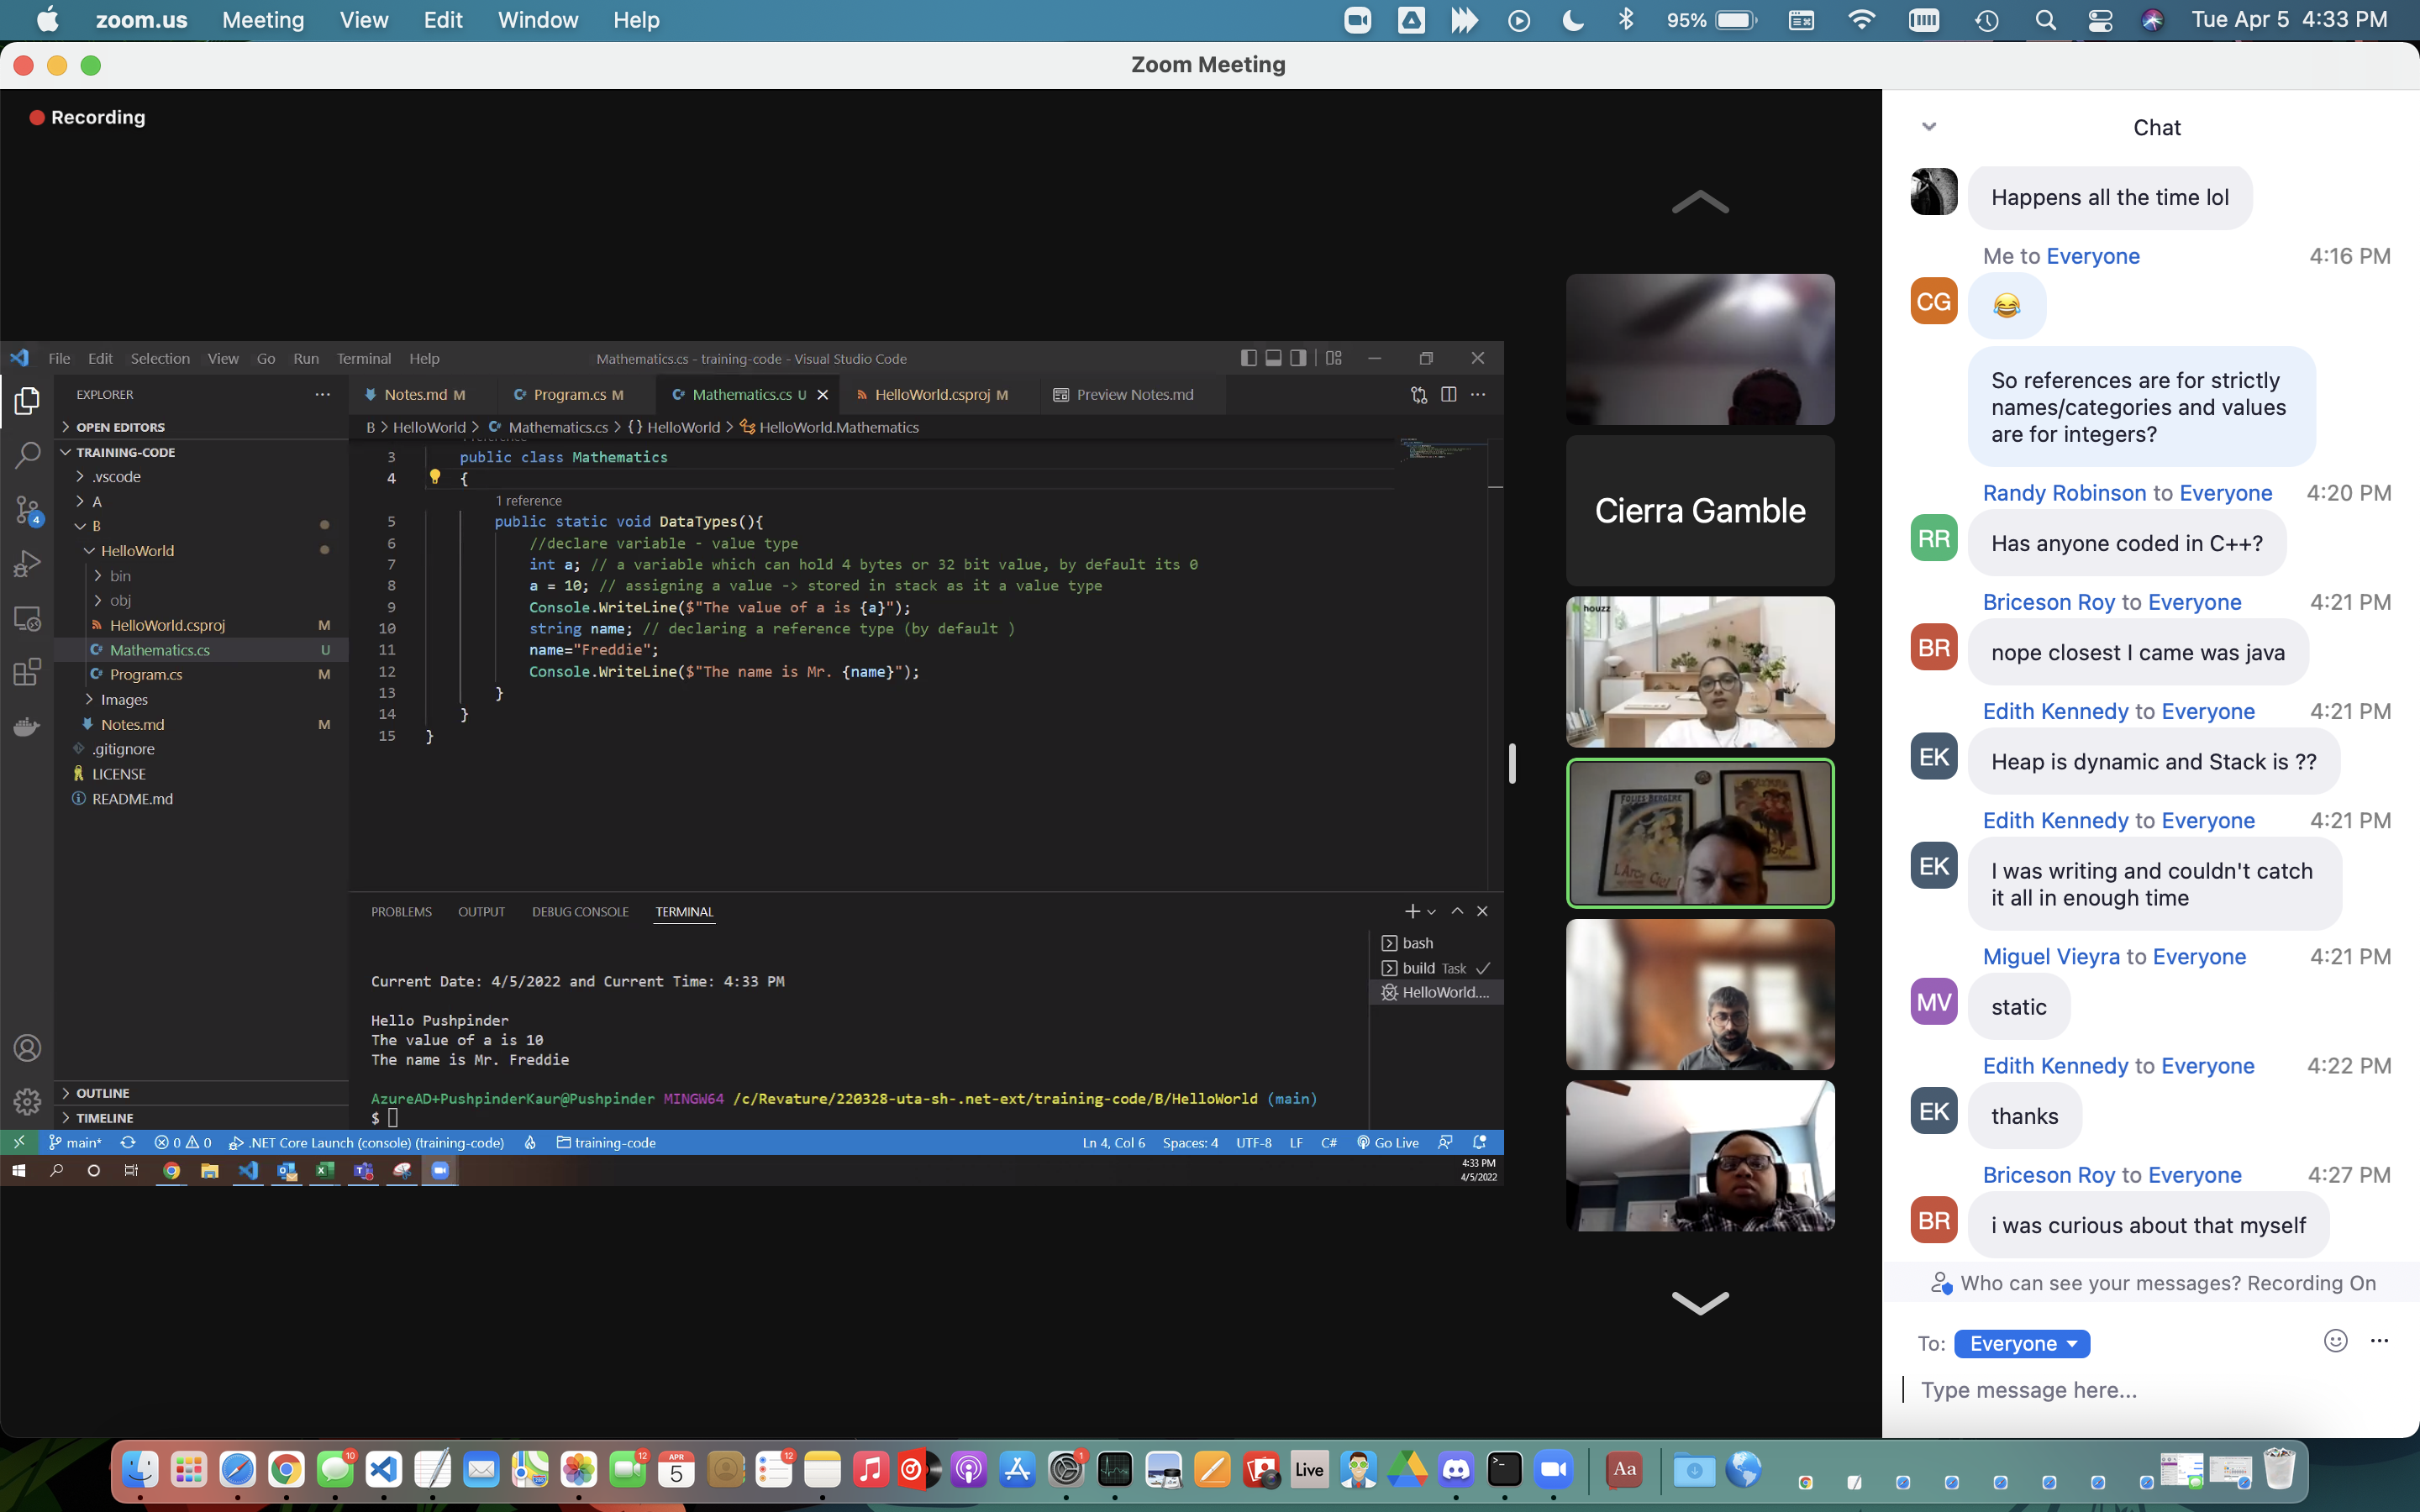 zoom.us Meeting View Edit Window Help
95%
Tue Apr 5 4:33 PM
Zoom Meeting
Recording
File Edit Selection View Go Run Terminal Help
Mathematics.cs - training-code - Visual Studio Code
EXPLORER
Notes.md M
Program.cs M
Mathematics.cs U
HelloWorld.csproj M
Preview Notes.md
B > HelloWorld > Mathematics.cs > {} HelloWorld > HelloWorld.Mathematics
OPEN EDITORS
TRAINING-CODE
.vscode
A
B
HelloWorld
bin
obj
HelloWorld.csproj M
Mathematics.cs U
Program.cs M
Images
Notes.md M
.gitignore
LICENSE
README.md
OUTLINE
TIMELINE
4
3 public class Mathematics
4 {
1 reference
5 public static void DataTypes(){
6 //declare variable - value type
7 int a; // a variable which can hold 4 bytes or 32 bit value, by default its 0
8 a = 10; // assigning a value -> stored in stack as it a value type
9 Console.WriteLine($"The value of a is {a}");
10 string name; // declaring a reference type (by default )
11 name="Freddie";
12 Console.WriteLine($"The name is Mr. {name}");
13 }
14 }
15 }
PROBLEMS OUTPUT DEBUG CONSOLE TERMINAL
bash
build Task
HelloWorld....
Current Date: 4/5/2022 and Current Time: 4:33 PM
Hello Pushpinder
The value of a is 10
The name is Mr. Freddie
AzureAD+PushpinderKaur@Pushpinder MINGW64 /c/Revature/220328-uta-sh-.net-ext/training-code/B/HelloWorld (main)
$
main* 0 0 .NET Core Launch (console) (training-code) training-code
Ln 4, Col 6 Spaces: 4 UTF-8 LF C# Go Live
4:33 PM
4/5/2022
Cierra Gamble
houzz
FOLIES BERGÈRE
Chat
Happens all the time lol
Me to Everyone 4:16 PM
CG
😂
So references are for strictly
names/categories and values
are for integers?
Randy Robinson to Everyone 4:20 PM
RR
Has anyone coded in C++?
Briceson Roy to Everyone 4:21 PM
BR
nope closest I came was java
Edith Kennedy to Everyone 4:21 PM
EK
Heap is dynamic and Stack is ??
Edith Kennedy to Everyone 4:21 PM
EK
I was writing and couldn't catch
it all in enough time
Miguel Vieyra to Everyone 4:21 PM
MV
static
Edith Kennedy to Everyone 4:22 PM
EK
thanks
Briceson Roy to Everyone 4:27 PM
BR
i was curious about that myself
Who can see your messages? Recording On
To: Everyone
Type message here...
10
12
APR
5
12
1
Live
Aa